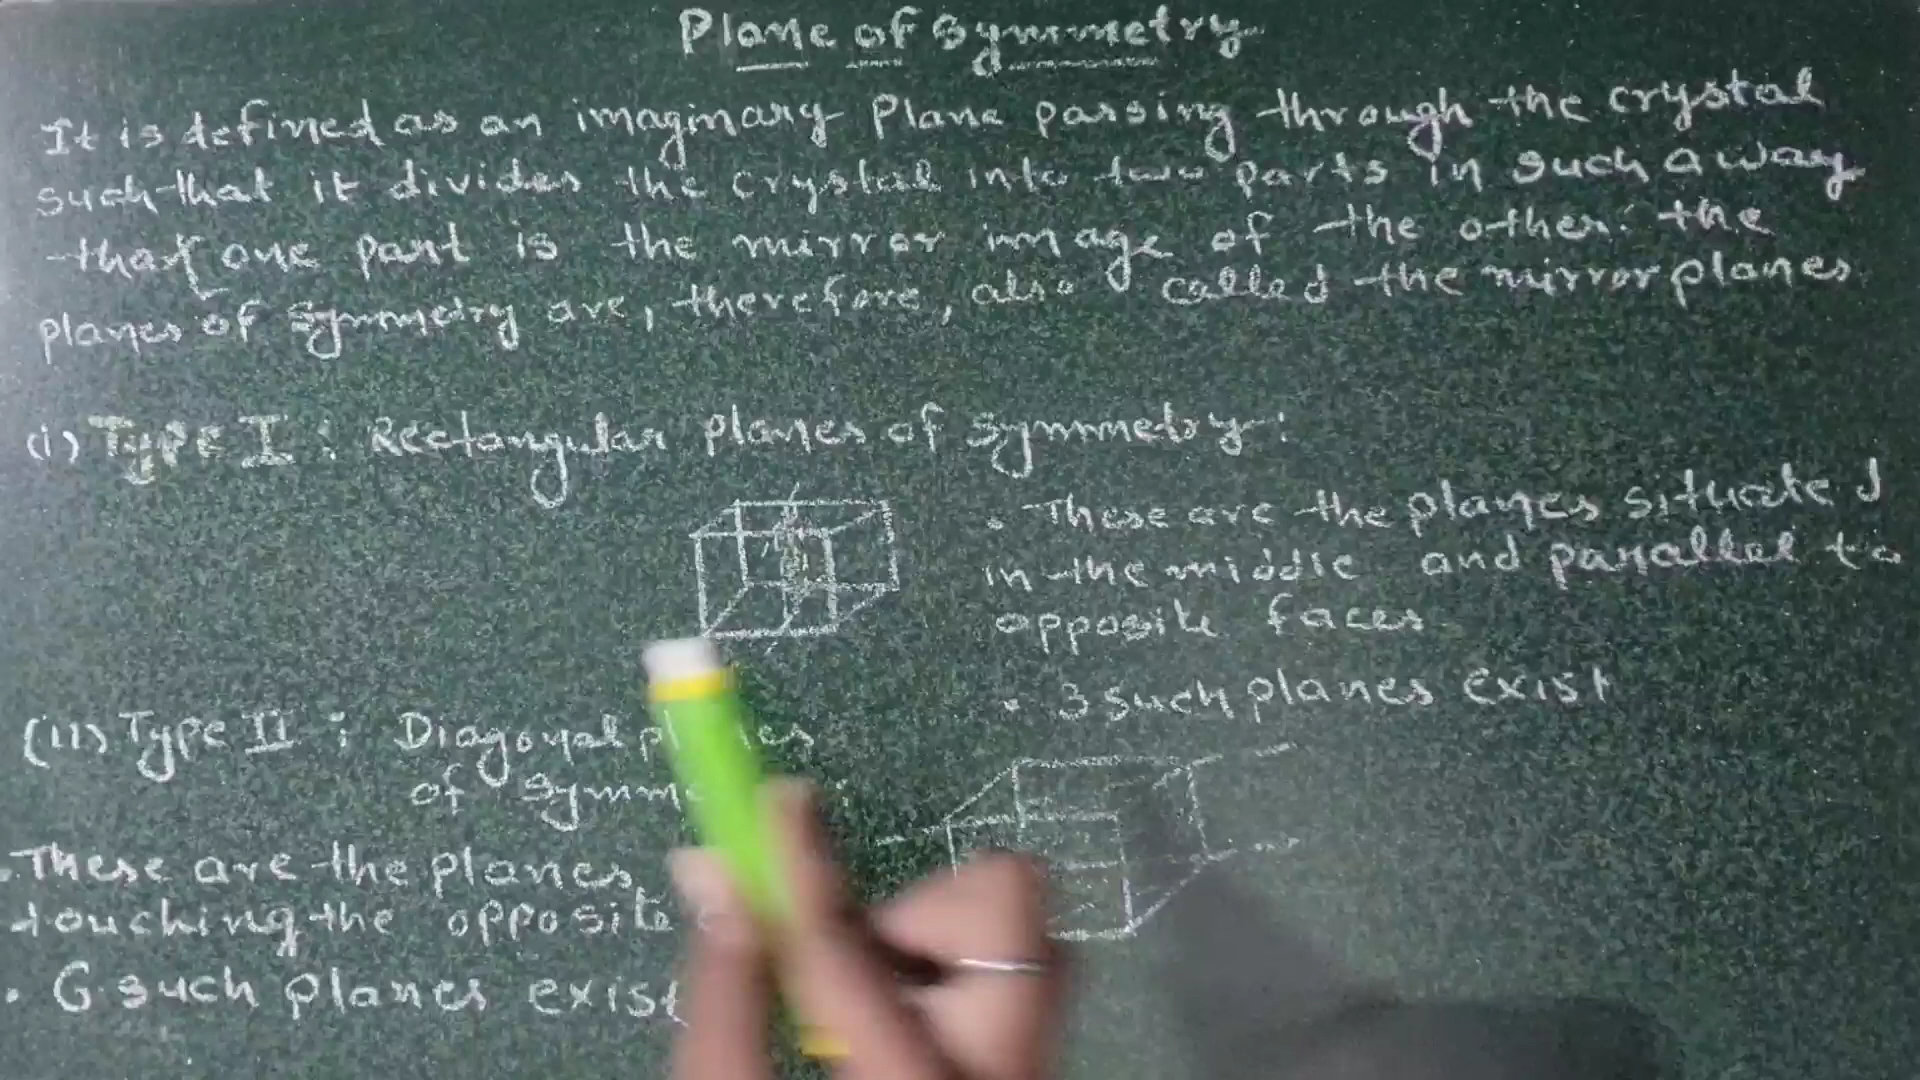 Plane of Symmetry
It is defined as an imaginary Plane passing through the crystal
such that it divides the crystal into two parts in such a way
that one part is the mirror image of the other. the
planes of symmetry are, therefore, also called the mirror planes
(i) Type I : Rectangular planes of symmetry :
. These are the planes situated
in the middle and parallel to
opposite faces
. 3 such planes exist
(ii) Type II : Diagonal
of
. These are the planes,
touching the opposite
. 6 such planes exist